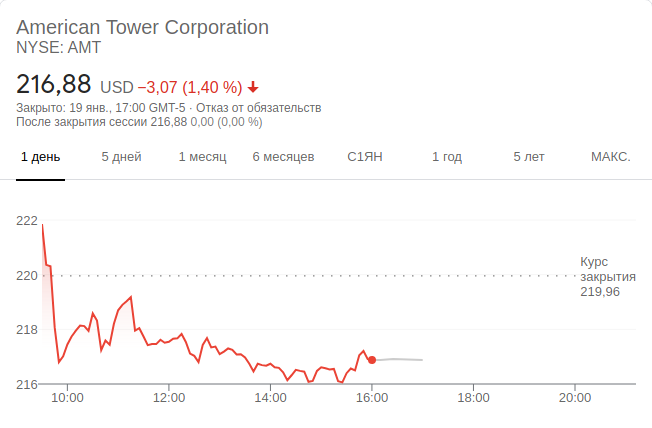 American Tower Corporation
NYSE: AMT
216,88 USD −3,07 (1,40 %)
Закрыто: 19 янв., 17:00 GMT-5 · Отказ от обязательств
После закрытия сессии 216,88 0,00 (0,00 %)
1 день 5 дней 1 месяц 6 месяцев С1ЯН 1 год 5 лет МАКС.
222
220
218
216
Курс
закрытия
219,96
10:00 12:00 14:00 16:00 18:00 20:00